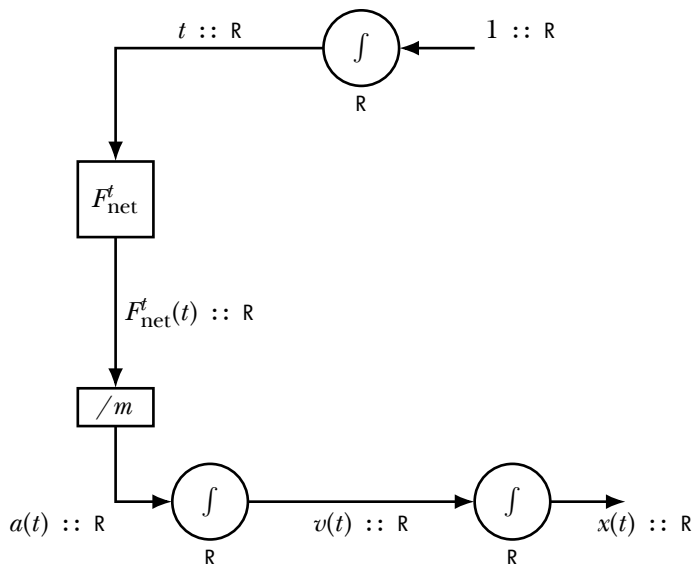 t :: R
∫
1 :: R
R
F^t_net
F^t_net(t) :: R
/m
∫
∫
a(t) :: R
v(t) :: R
x(t) :: R
R
R